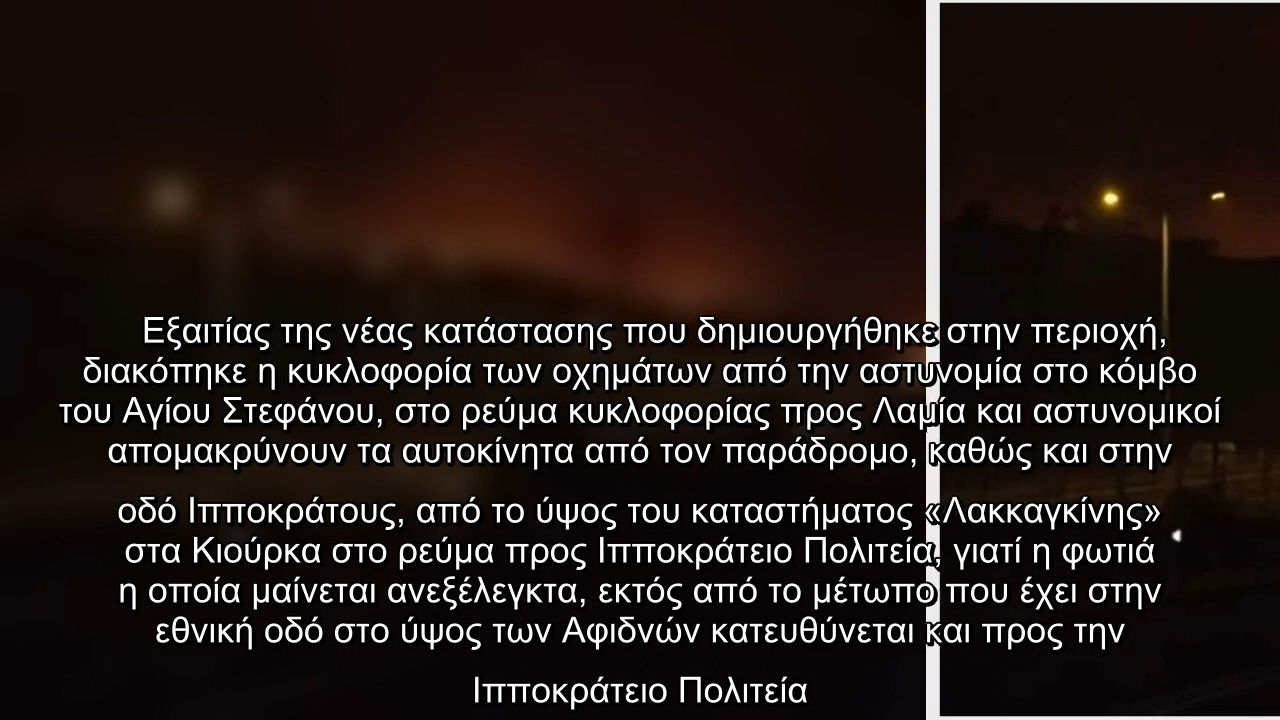 Εξαιτίας της νέας κατάστασης που δημιουργήθηκε στην περιοχή,
διακόπηκε η κυκλοφορία των οχημάτων από την αστυνομία στο κόμβο
του Αγίου Στεφάνου, στο ρεύμα κυκλοφορίας προς Λαμία και αστυνομικοί
απομακρύνουν τα αυτοκίνητα από τον παράδρομο, καθώς και στην
οδό Ιπποκράτους, από το ύψος του καταστήματος «Λακκαγκίνης»
στα Κιούρκα στο ρεύμα προς Ιπποκράτειο Πολιτεία, γιατί η φωτιά
η οποία μαίνεται ανεξέλεγκτα, εκτός από το μέτωπο που έχει στην
εθνική οδό στο ύψος των Αφιδνών κατευθύνεται και προς την
Ιπποκράτειο Πολιτεία